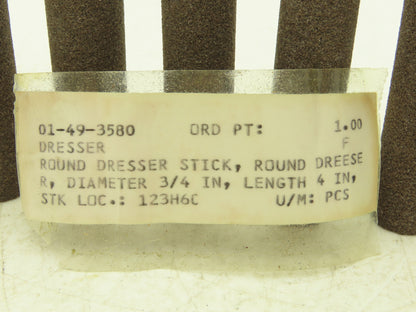 01-49-3580 ORD PT: 1.00
DRESSER F
ROUND DRESSER STICK, ROUND DREESE
R, DIAMETER 3/4 IN, LENGTH 4 IN,
STK LOC.: 123H6C U/M: PCS